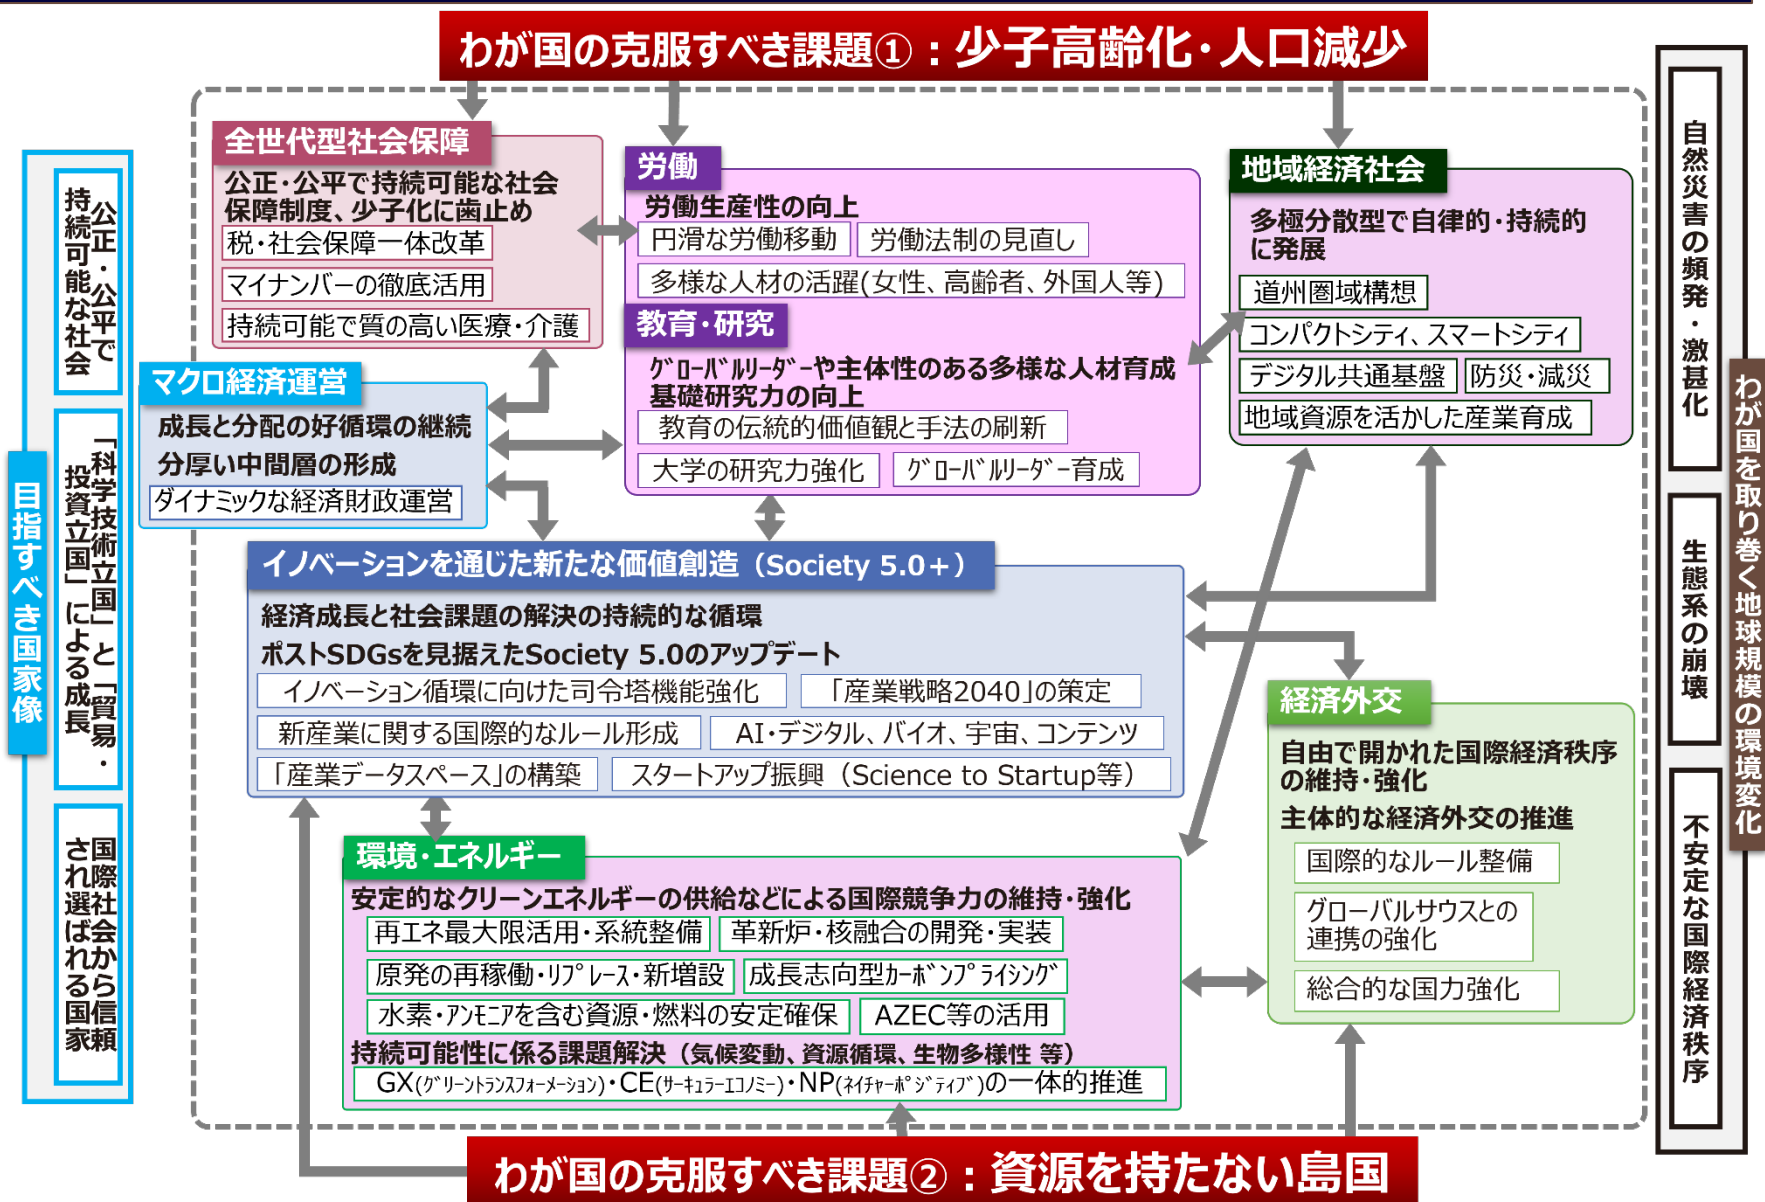 わが国の克服すべき課題①：少子高齢化・人口減少
目指すべき国家像
公正・公平で
持続可能な社会
「科学技術立国」と「貿易・
投資立国」による成長
国際社会から信頼
され選ばれる国家
全世代型社会保障
公正・公平で持続可能な社会
保障制度、少子化に歯止め
税・社会保障一体改革
マイナンバーの徹底活用
持続可能で質の高い医療・介護
労働
労働生産性の向上
円滑な労働移動
労働法制の見直し
多様な人材の活躍(女性、高齢者、外国人等)
教育・研究
ｸﾞﾛｰﾊﾞﾙﾘｰﾀﾞｰや主体性のある多様な人材育成
基礎研究力の向上
教育の伝統的価値観と手法の刷新
大学の研究力強化
ｸﾞﾛｰﾊﾞﾙﾘｰﾀﾞｰ育成
地域経済社会
多極分散型で自律的・持続的
に発展
道州圏域構想
コンパクトシティ、スマートシティ
デジタル共通基盤
防災・減災
地域資源を活かした産業育成
マクロ経済運営
成長と分配の好循環の継続
分厚い中間層の形成
ダイナミックな経済財政運営
イノベーションを通じた新たな価値創造（Society 5.0＋）
経済成長と社会課題の解決の持続的な循環
ポストSDGsを見据えたSociety 5.0のアップデート
イノベーション循環に向けた司令塔機能強化
「産業戦略2040」の策定
新産業に関する国際的なルール形成
AI・デジタル、バイオ、宇宙、コンテンツ
「産業データスペース」の構築
スタートアップ振興（Science to Startup等）
経済外交
自由で開かれた国際経済秩序
の維持・強化
主体的な経済外交の推進
国際的なルール整備
グローバルサウスとの
連携の強化
総合的な国力強化
環境・エネルギー
安定的なクリーンエネルギーの供給などによる国際競争力の維持・強化
再エネ最大限活用・系統整備
革新炉・核融合の開発・実装
原発の再稼働・ﾘﾌﾟﾚｰｽ・新増設
成長志向型ｶｰﾎﾞﾝﾌﾟﾗｲｼﾝｸﾞ
水素・ｱﾝﾓﾆｱを含む資源・燃料の安定確保
AZEC等の活用
持続可能性に係る課題解決（気候変動、資源循環、生物多様性 等）
GX(ｸﾞﾘｰﾝﾄﾗﾝｽﾌｫｰﾒｰｼｮﾝ)・CE(ｻｰｷｭﾗｰｴｺﾉﾐｰ)・NP(ﾈｲﾁｬｰﾎﾟｼﾞﾃｨﾌﾞ)の一体的推進
わが国を取り巻く地球規模の環境変化
自然災害の頻発・激甚化
生態系の崩壊
不安定な国際経済秩序
わが国の克服すべき課題②：資源を持たない島国